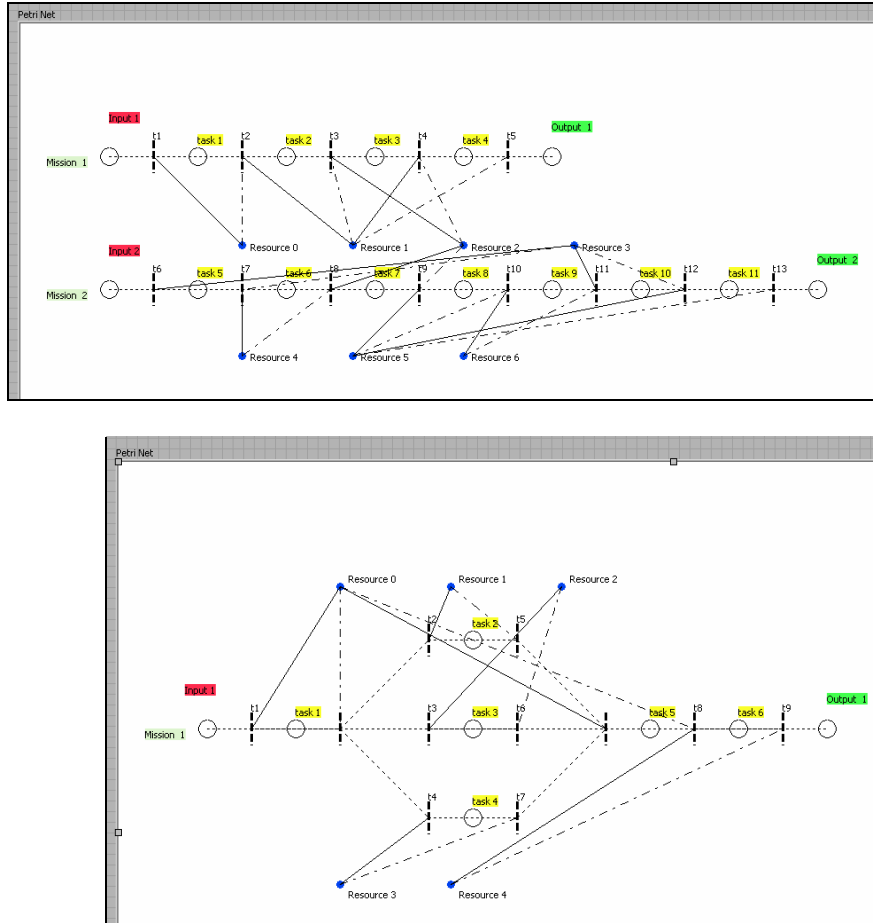 Petri Net
Input 1
t1
task 1
t2
task 2
t3
task 3
t4
task 4
t5
Output 1
Mission 1
Resource 0
Resource 1
Resource 2
Resource 3
Input 2
t6
task 5
t7
task 6
t8
task 7
t9
task 8
t10
task 9
t11
task 10
t12
task 11
t13
Output 2
Mission 2
Resource 4
Resource 5
Resource 6
Petri Net
Resource 0
Resource 1
Resource 2
t2
task 2
t5
Input 1
t1
task 1
t3
task 3
t6
task 5
t8
task 6
t9
Output 1
Mission 1
t4
task 4
t7
Resource 3
Resource 4